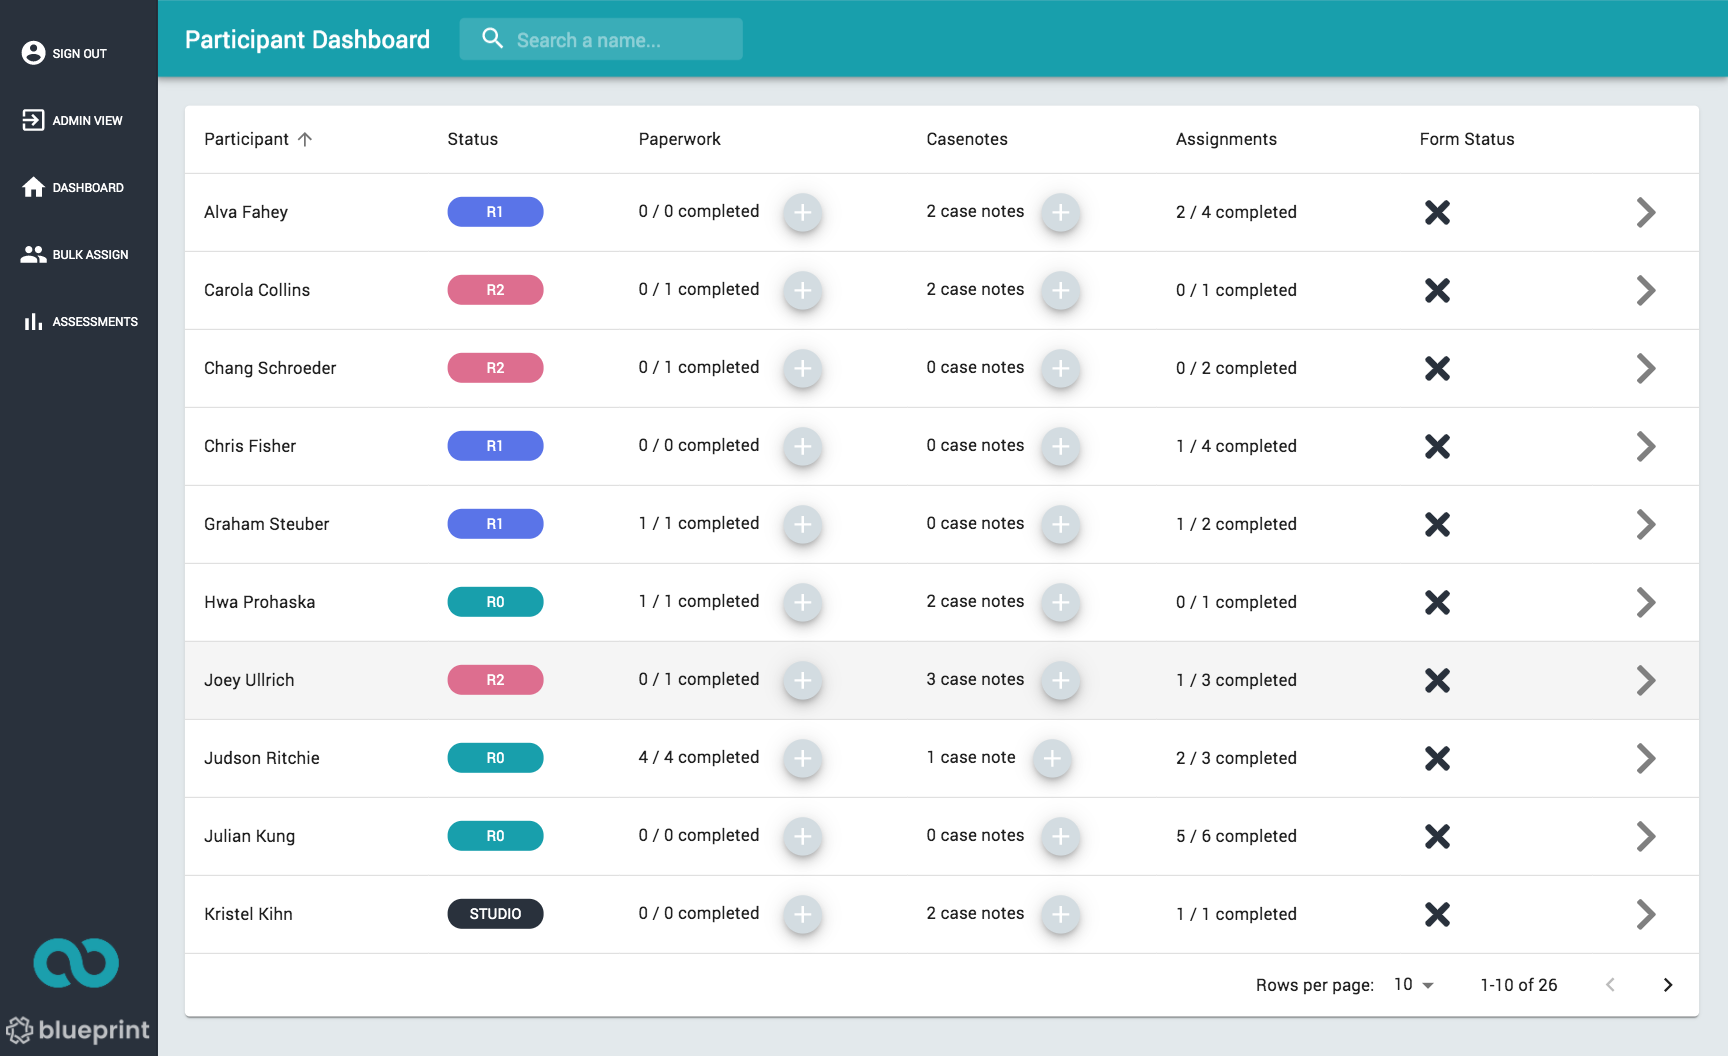 SIGN OUT
ADMIN VIEW
DASHBOARD
BULK ASSIGN
ASSESSMENTS
blueprint
Participant Dashboard Search a name...
Participant Status Paperwork Casenotes Assignments Form Status
Alva Fahey R1 0 / 0 completed 2 case notes 2 / 4 completed
Carola Collins R2 0 / 1 completed 2 case notes 0 / 1 completed
Chang Schroeder R2 0 / 1 completed 0 case notes 0 / 2 completed
Chris Fisher R1 0 / 0 completed 0 case notes 1 / 4 completed
Graham Steuber R1 1 / 1 completed 0 case notes 1 / 2 completed
Hwa Prohaska R0 1 / 1 completed 2 case notes 0 / 1 completed
Joey Ullrich R2 0 / 1 completed 3 case notes 1 / 3 completed
Judson Ritchie R0 4 / 4 completed 1 case note 2 / 3 completed
Julian Kung R0 0 / 0 completed 0 case notes 5 / 6 completed
Kristel Kihn STUDIO 0 / 0 completed 2 case notes 1 / 1 completed
Rows per page: 10 1-10 of 26